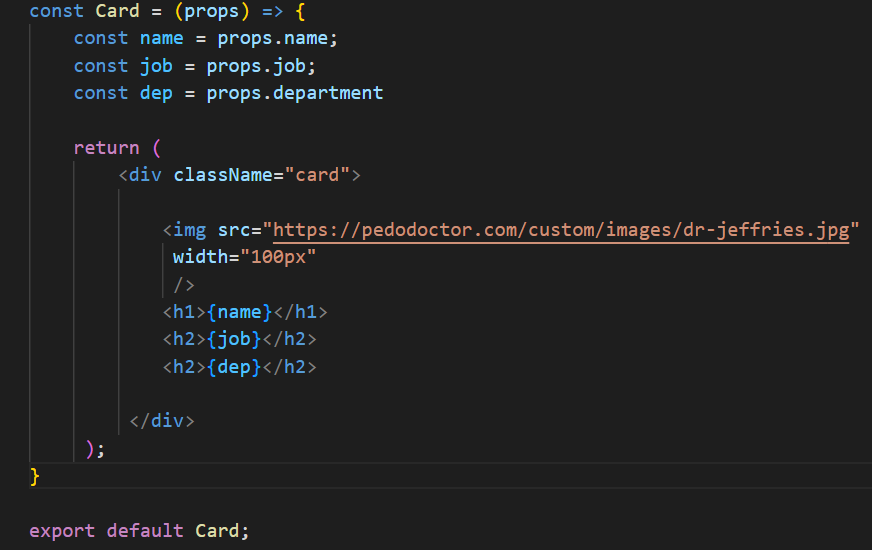 const Card = (props) => {
const name = props.name;
const job = props.job;
const dep = props.department
return (
<div className="card">
<img src="https://pedodoctor.com/custom/images/dr-jeffries.jpg"
width="100px"
/>
<h1>{name}</h1>
<h2>{job}</h2>
<h2>{dep}</h2>
</div>
);
}
export default Card;